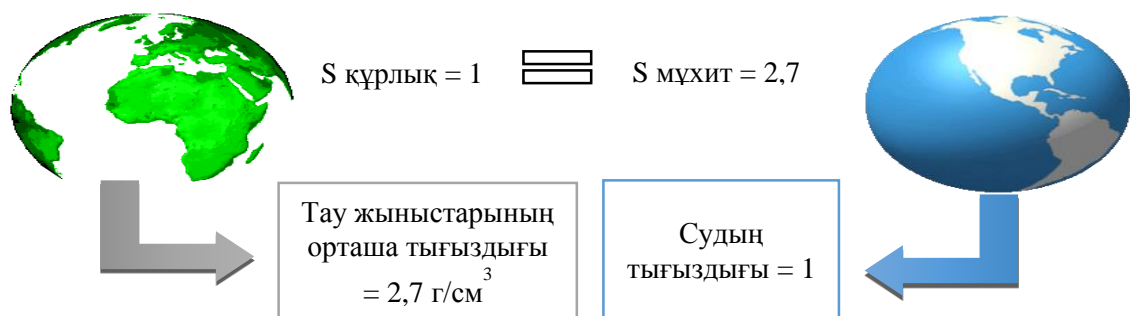 S құрлық = 1
S мұхит = 2,7
Тау жыныстарының
орташа тығыздығы
= 2,7 г/см³
Судың
тығыздығы = 1